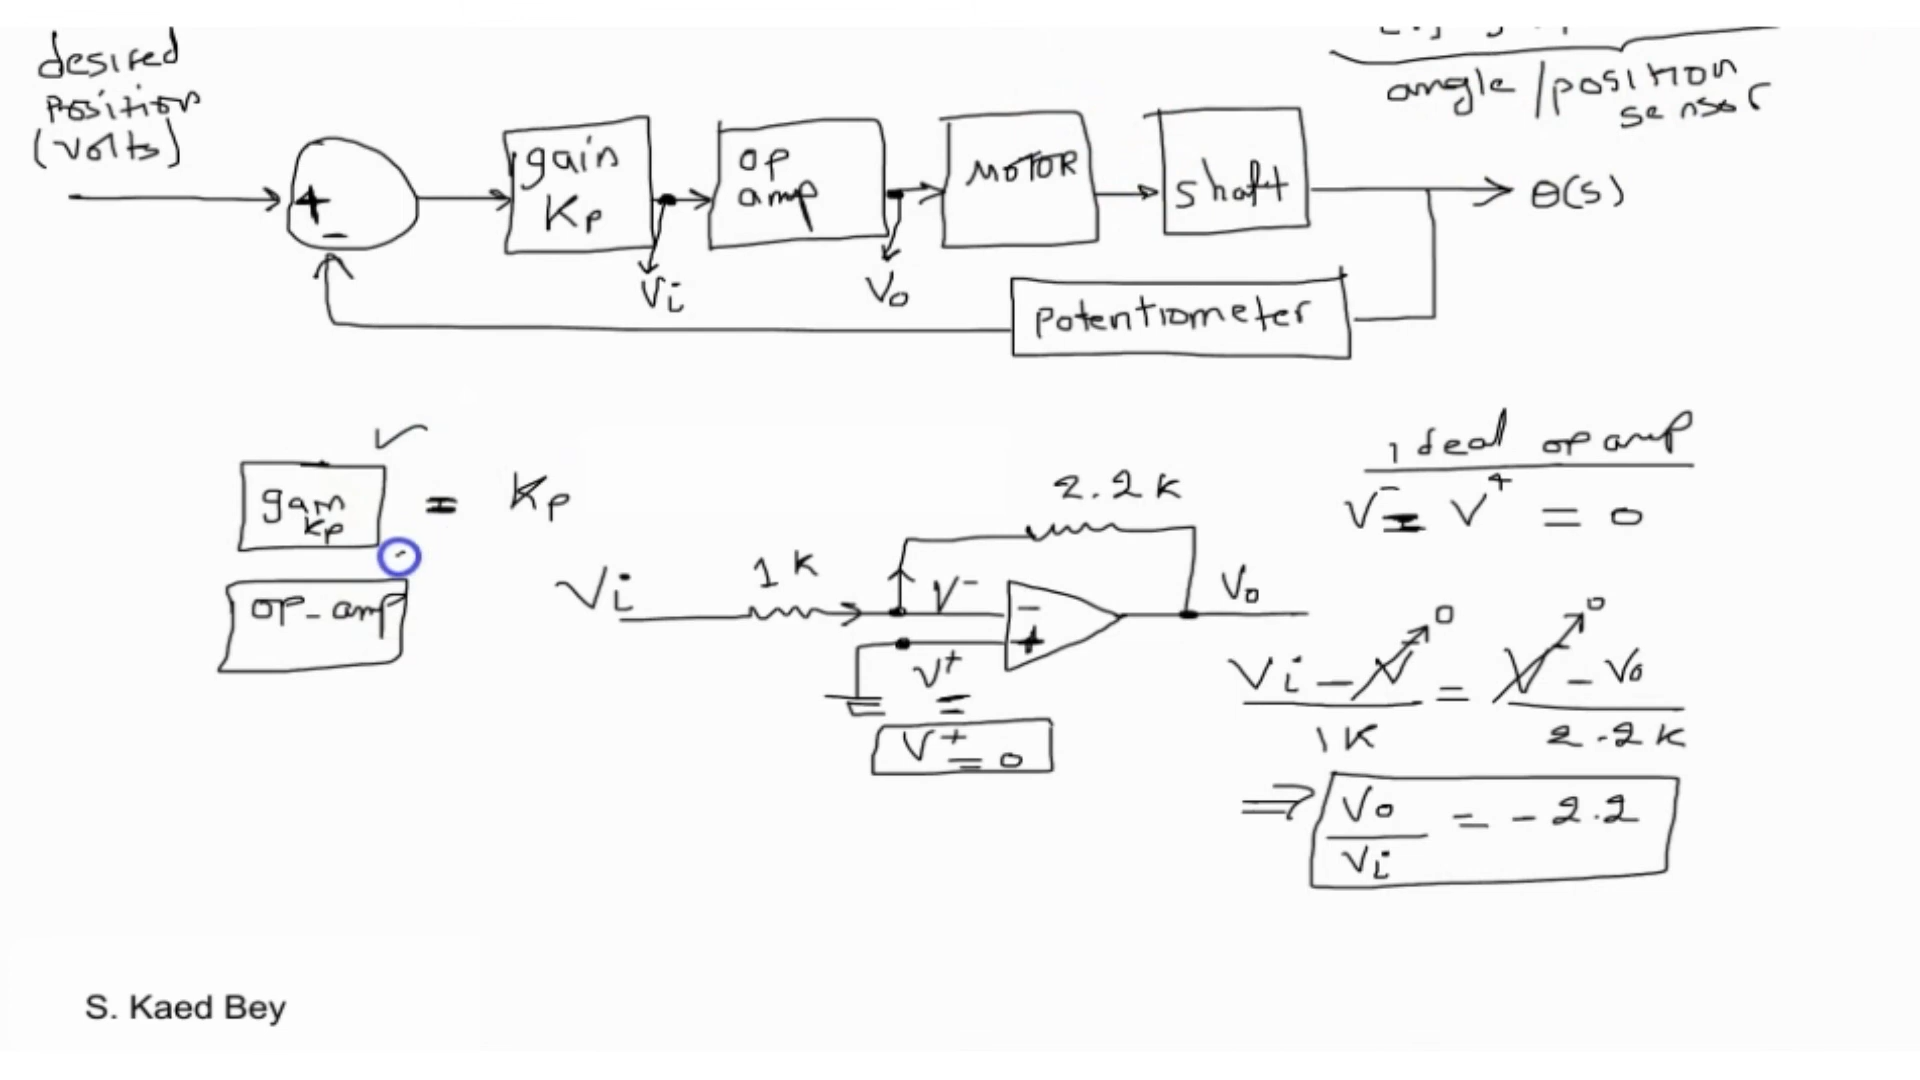 desired
Position
(volts)
angle/position
sensor
+
-
gain
Kp
op
amp
MOTOR
shaft
θ(s)
Vi
Vo
potentiometer
gain
Kp
= Kp
op-amp
ideal op amp
V- = V+ = 0
2.2K
1K
Vi
V-
-
+
Vo
V+
=
V+ = 0
Vi - V 0 = V 0 - Vo
1K 2.2K
⇒ Vo = -2.2
Vi
S. Kaed Bey